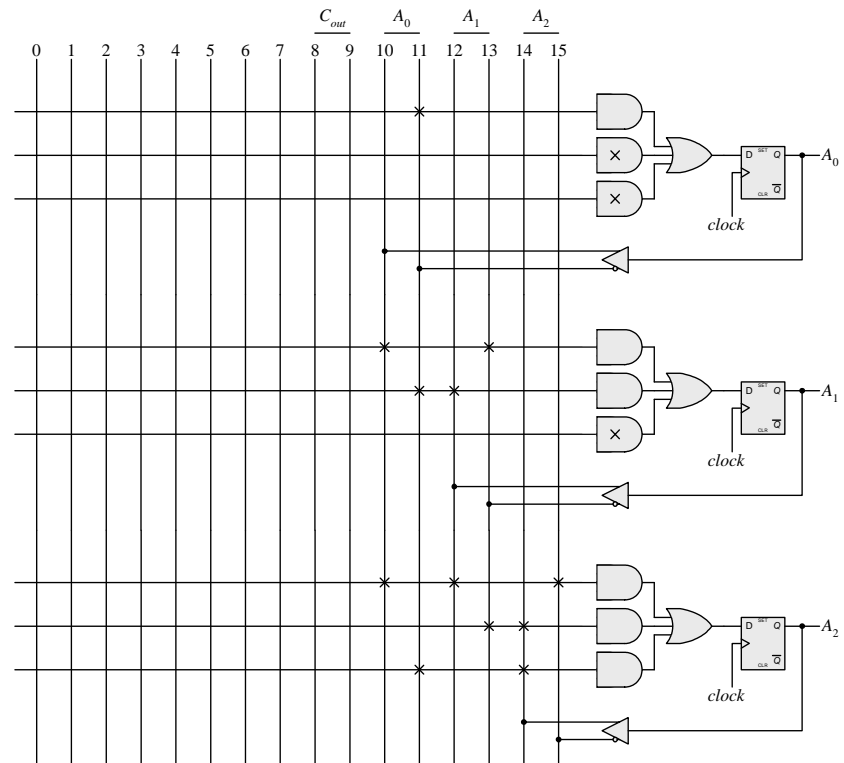 C_out A_0 A_1 A_2
0 1 2 3 4 5 6 7 8 9 10 11 12 13 14 15
D SET Q
CLR Q̅
A_0
clock
D SET Q
CLR Q̅
A_1
clock
D SET Q
CLR Q̅
A_2
clock